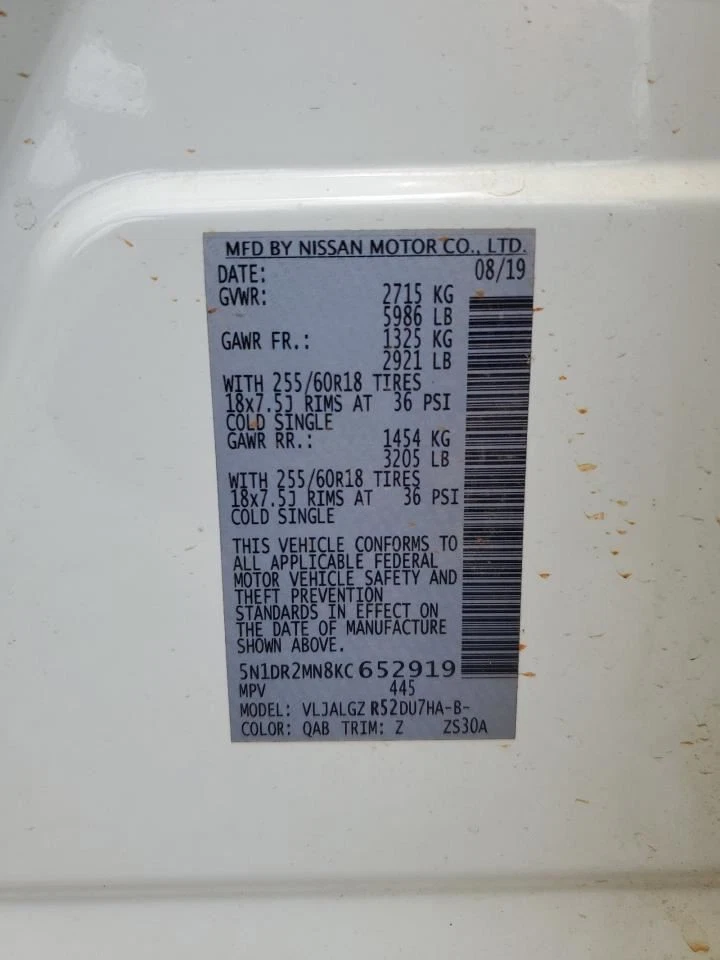 MFD BY NISSAN MOTOR CO., LTD.
DATE: 08/19
GVWR: 2715 KG
5986 LB
GAWR FR.: 1325 KG
2921 LB
WITH 255/60R18 TIRES
18x7.5J RIMS AT 36 PSI
COLD SINGLE
GAWR RR.: 1454 KG
3205 LB
WITH 255/60R18 TIRES
18x7.5J RIMS AT 36 PSI
COLD SINGLE
THIS VEHICLE CONFORMS TO
ALL APPLICABLE FEDERAL
MOTOR VEHICLE SAFETY AND
THEFT PREVENTION
STANDARDS IN EFFECT ON
THE DATE OF MANUFACTURE
SHOWN ABOVE.
5N1DR2MN8KC652919
MPV 445
MODEL: VLJALGZ R52DU7HA-B-
COLOR: QAB TRIM: Z ZS30A